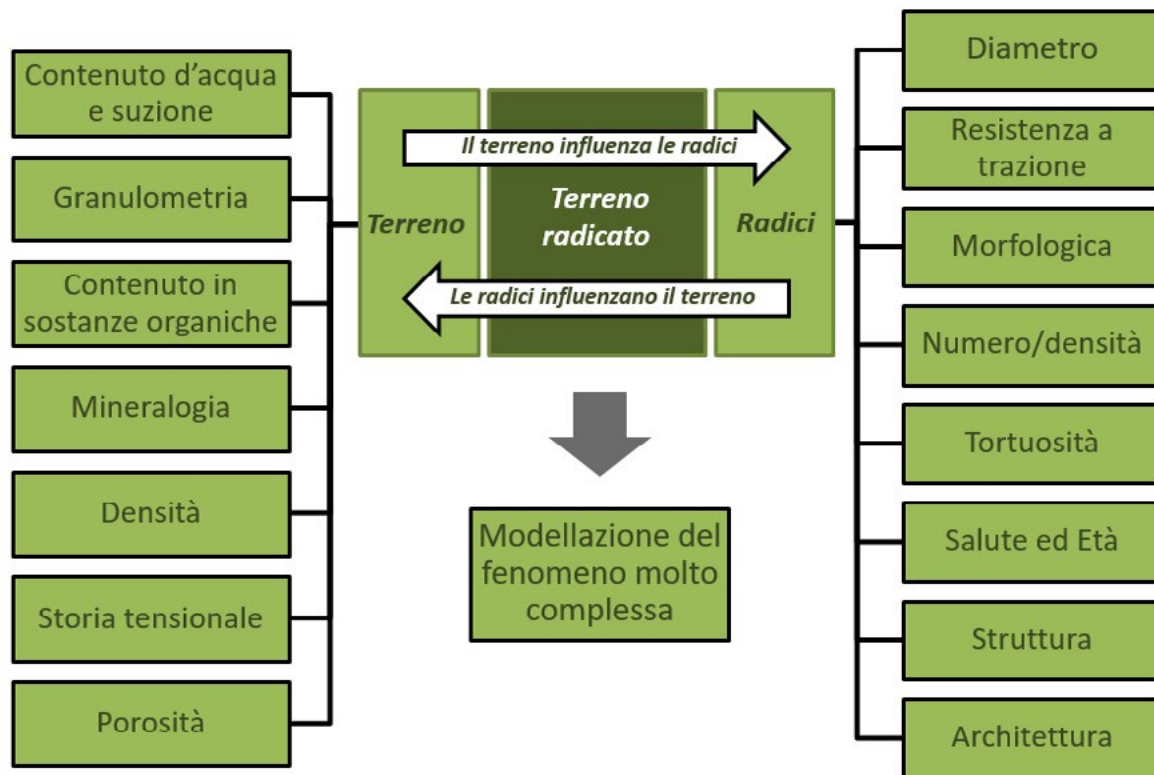 Contenuto d'acqua
e suzione
Granulometria
Contenuto in
sostanze organiche
Mineralogia
Densità
Storia tensionale
Porosità
Terreno
Il terreno influenza le radici
Terreno
radicato
Le radici influenzano il terreno
Radici
Modellazione del
fenomeno molto
complessa
Diametro
Resistenza a
trazione
Morfologica
Numero/densità
Tortuosità
Salute ed Età
Struttura
Architettura